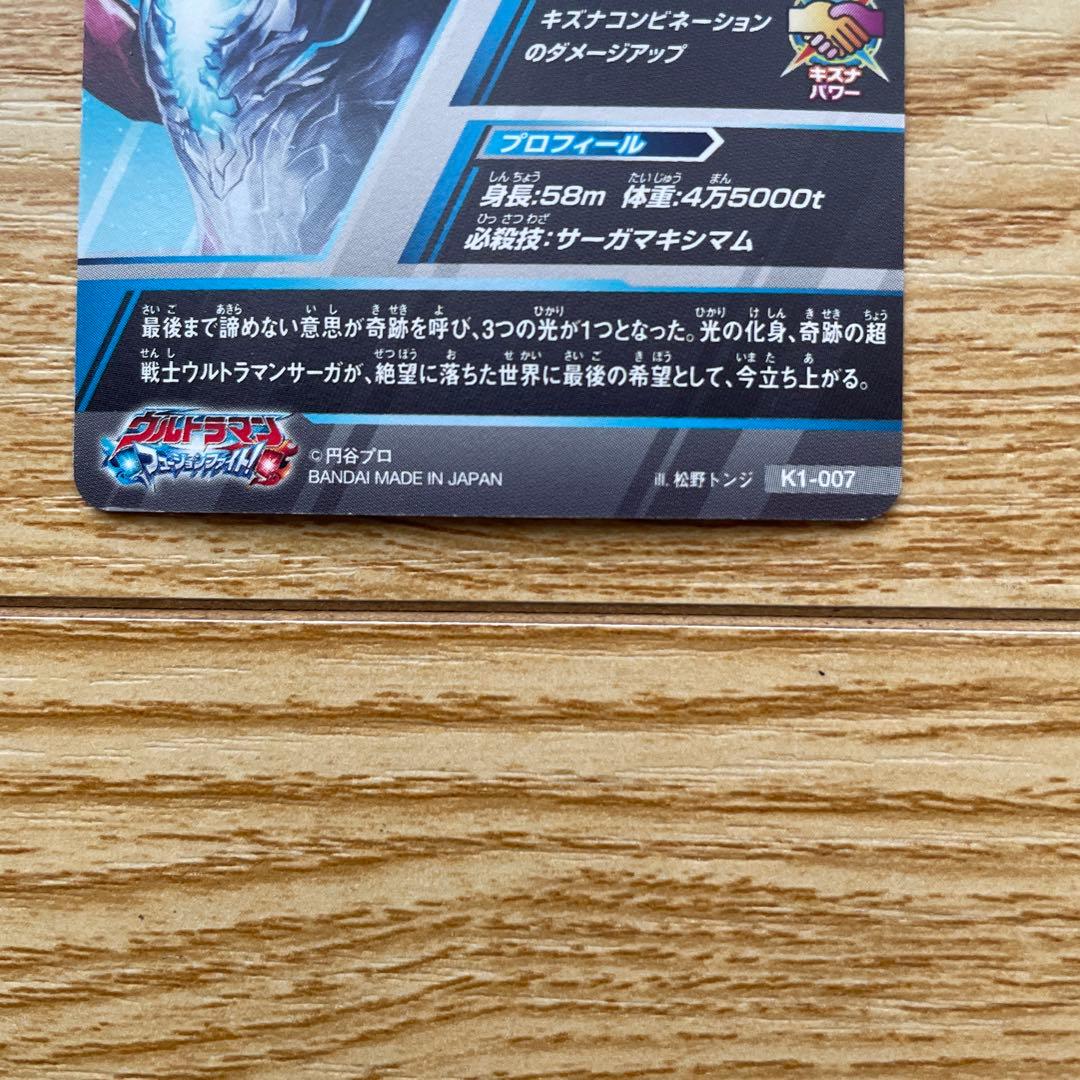 キズナコンビネーション
のダメージアップ
キズナ
パワー
プロフィール
しんちょう たいじゅう まん
身長:58m 体重:4万5000t
ひっさつわざ
必殺技:サーガマキシマム
さいご あきら いし きせき よ ひかり ひかり けしん きせき ちょう
最後まで諦めない意思が奇跡を呼び、3つの光が1つとなった。光の化身、奇跡の超
せんし ぜつぼう お せかい さいご きぼう いま た あ
戦士ウルトラマンサーガが、絶望に落ちた世界に最後の希望として、今立ち上がる。
ウルトラマン
フュージョンファイト!
©円谷プロ
BANDAI MADE IN JAPAN
ill. 松野トンジ K1-007